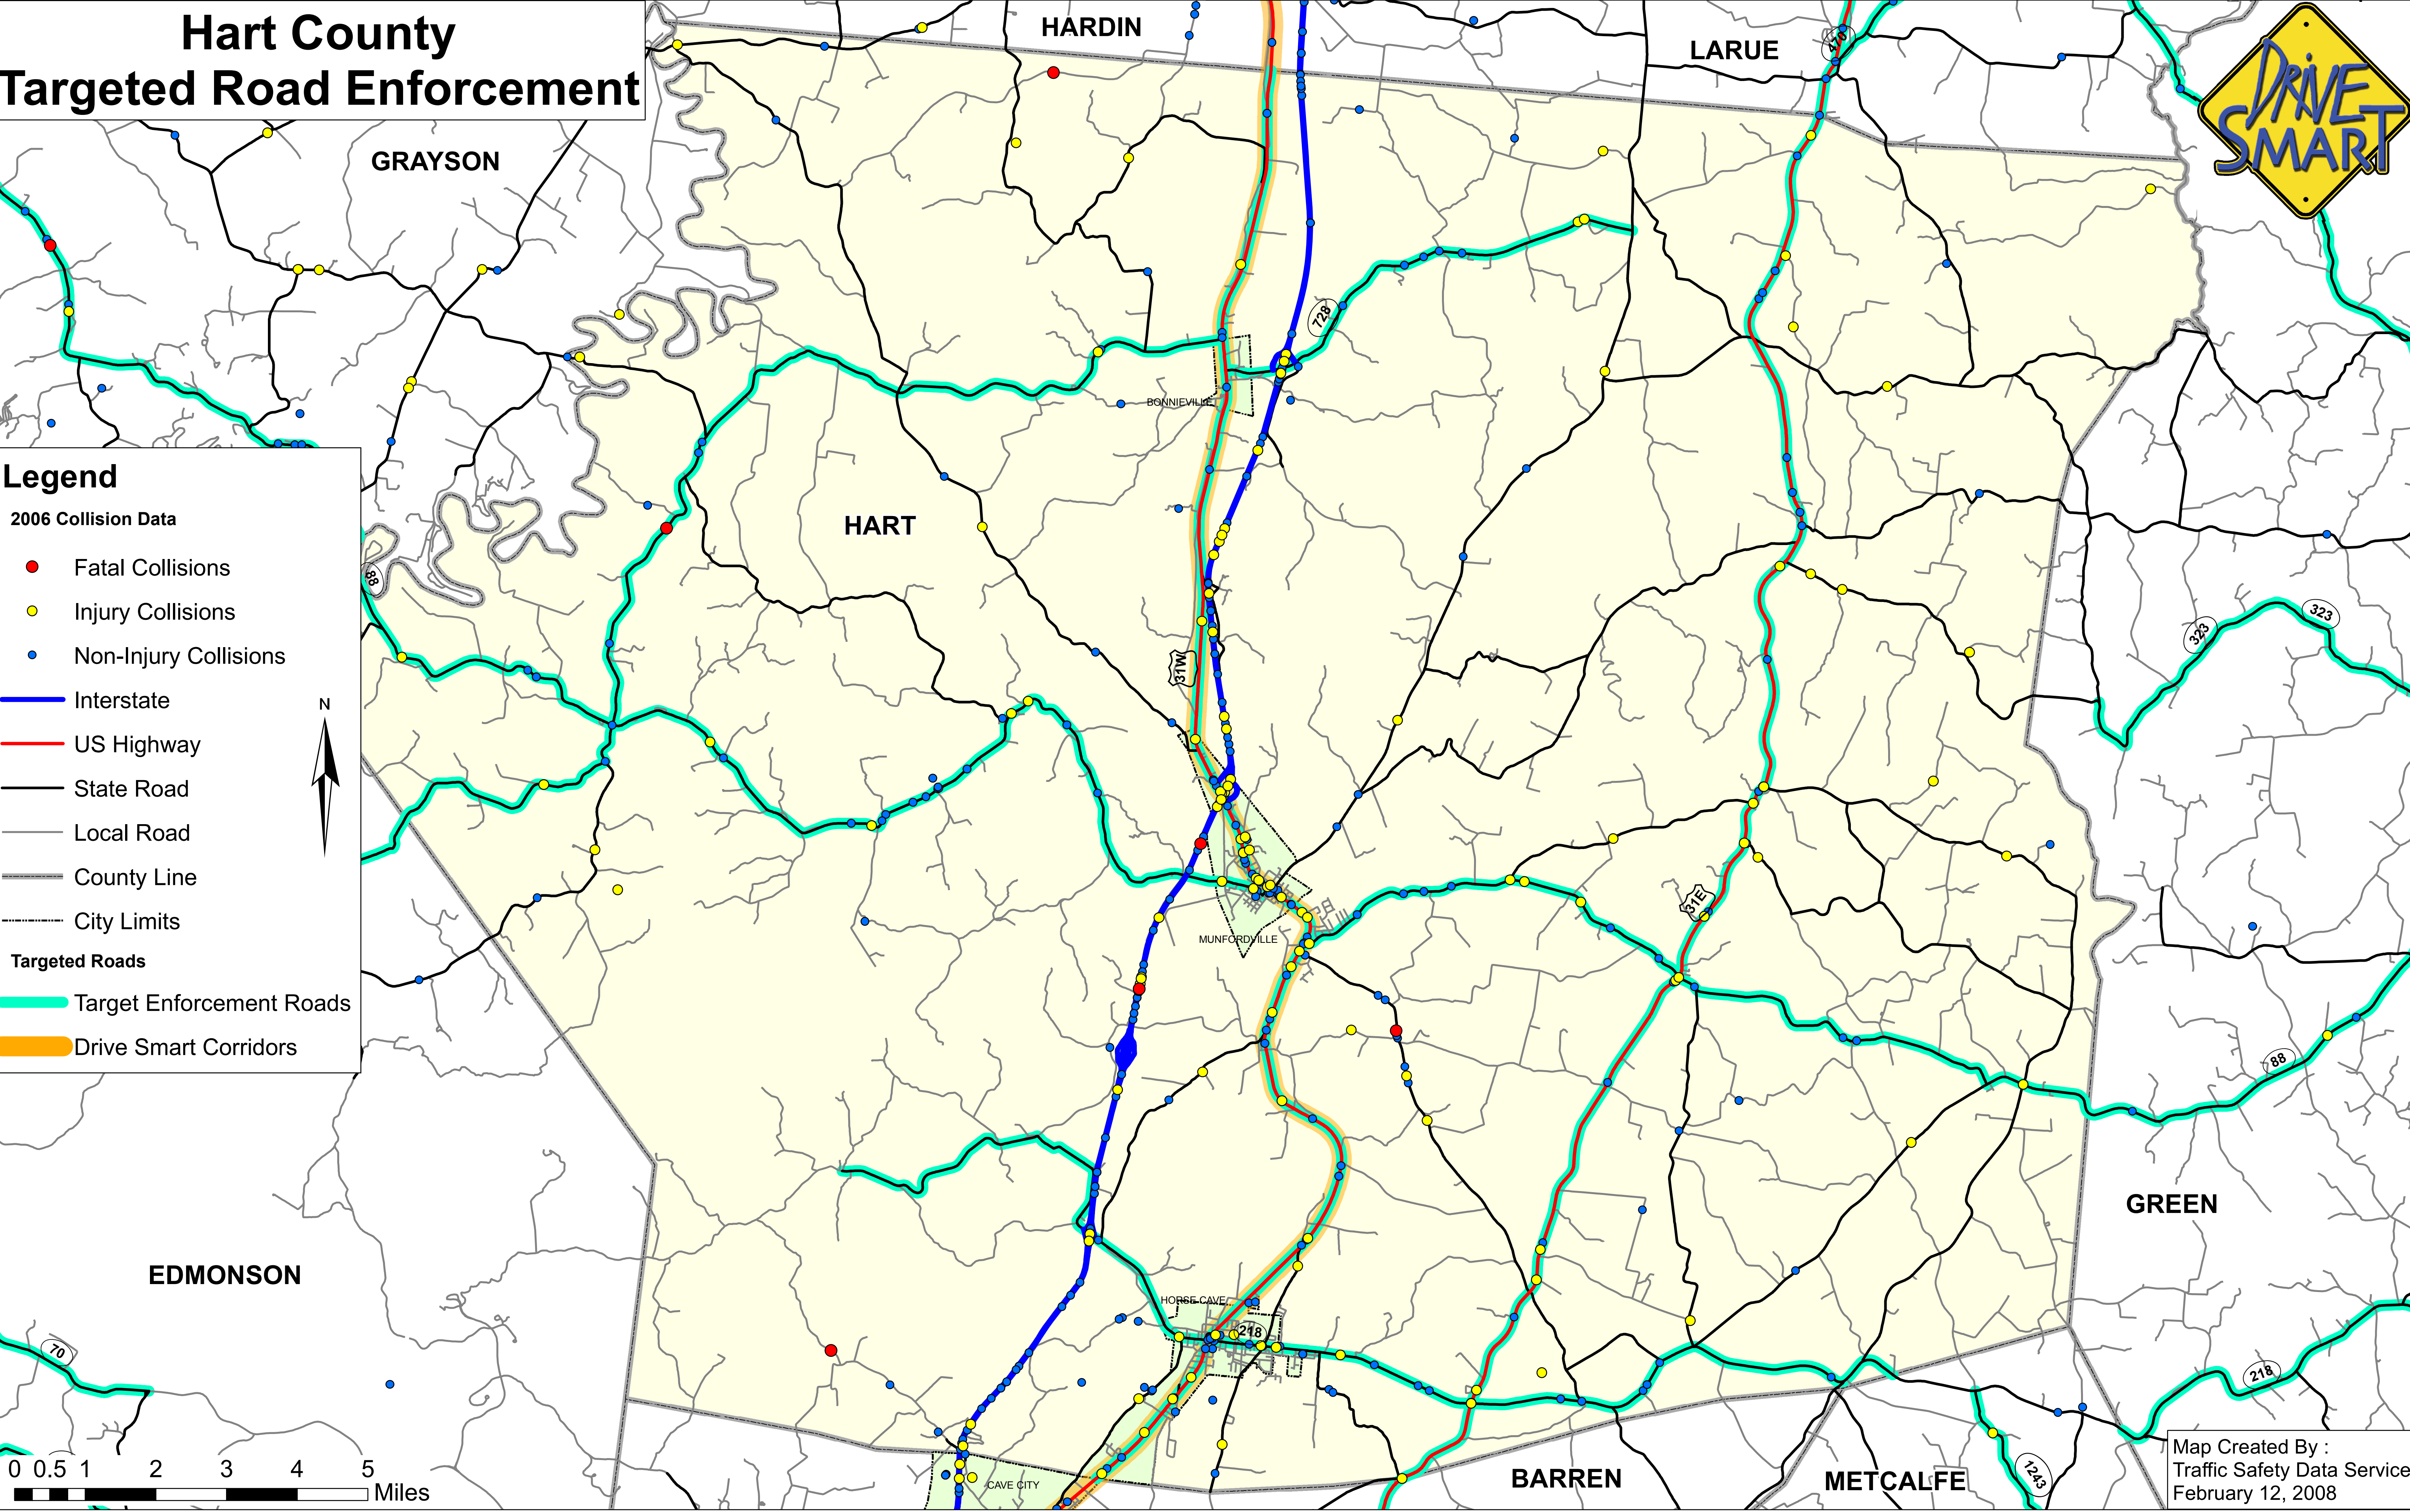 Hart County
Targeted Road Enforcement
HARDIN
LARUE
470
DRIVE
SMART
GRAYSON
728
BONNIEVILLE
HART
Legend
2006 Collision Data
Fatal Collisions
Injury Collisions
Non-Injury Collisions
Interstate
US Highway
State Road
Local Road
County Line
City Limits
Targeted Roads
Target Enforcement Roads
Drive Smart Corridors
N
88
323
323
31W
31E
MUNFORDVILLE
88
GREEN
EDMONSON
HORSE CAVE
218
70
218
CAVE CITY
BARREN
METCALFE
1243
0 0.5 1 2 3 4 5
Miles
Map Created By :
Traffic Safety Data Service
February 12, 2008